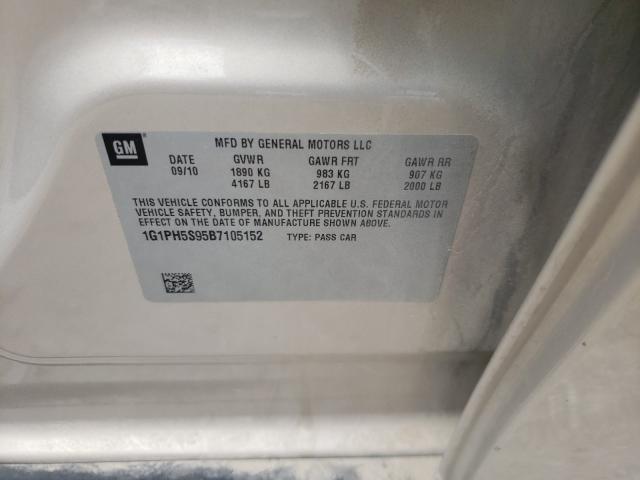 GM
MFD BY GENERAL MOTORS LLC
DATE GVWR GAWR FRT GAWR RR
09/10 1890 KG 983 KG 907 KG
4167 LB 2167 LB 2000 LB
THIS VEHICLE CONFORMS TO ALL APPLICABLE U.S. FEDERAL MOTOR
VEHICLE SAFETY, BUMPER, AND THEFT PREVENTION STANDARDS IN
EFFECT ON THE DATE OF MANUFACTURE SHOWN ABOVE.
1G1PH5S95B7105152 TYPE: PASS CAR